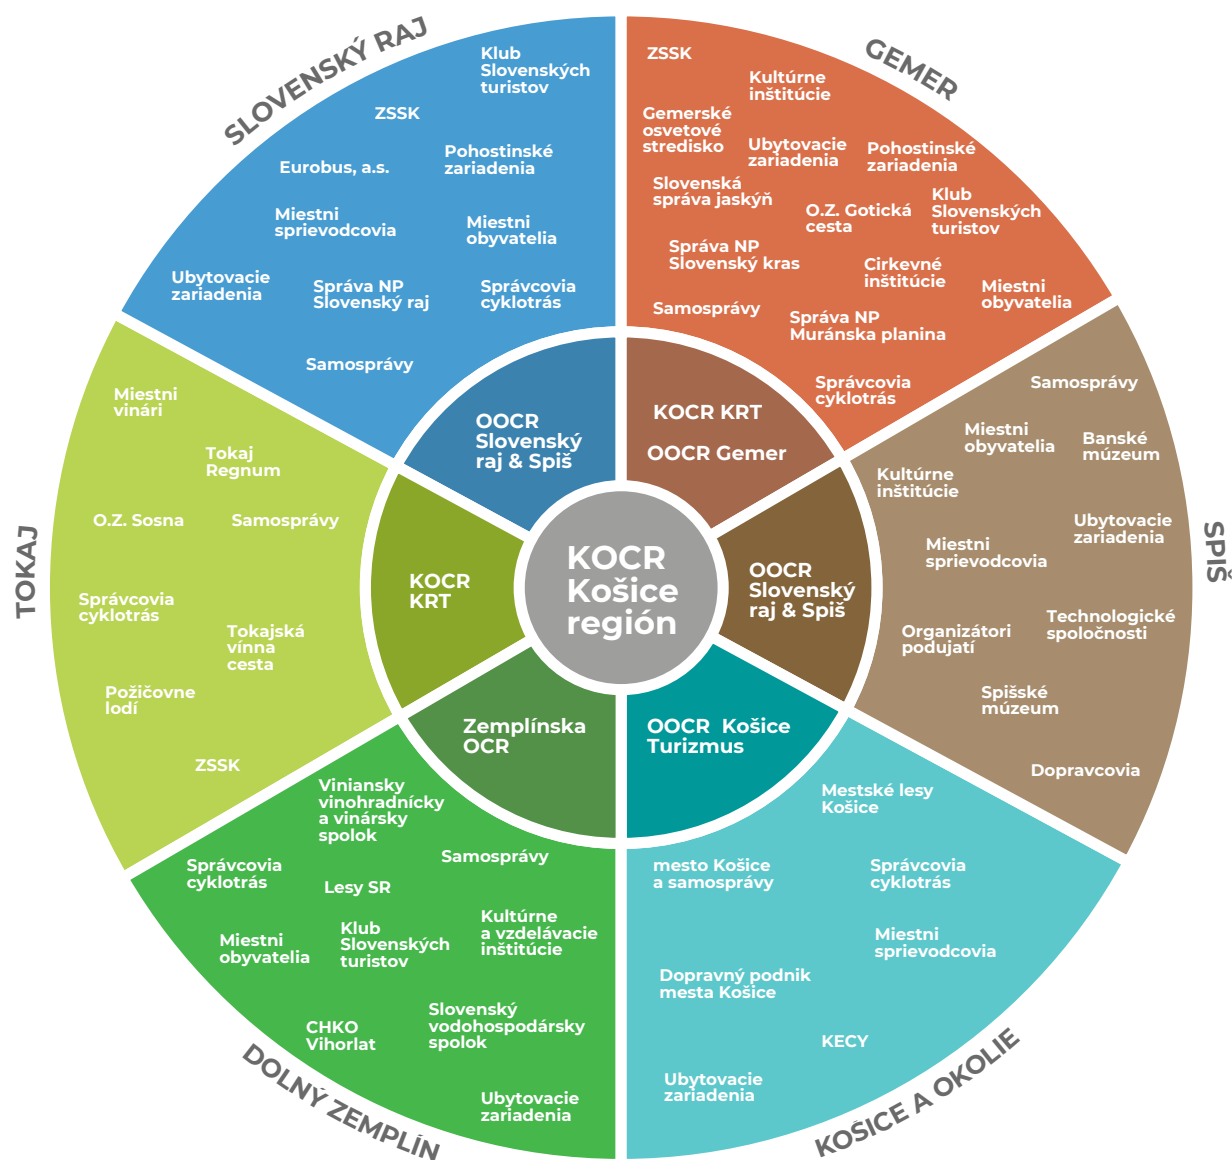 SLOVENSKÝ RAJ
Klub
Slovenských
turistov
ZSSK
Eurobus, a.s.
Pohostinské
zariadenia
Miestni
sprievodcovia
Miestni
obyvatelia
Ubytovacie
zariadenia
Správa NP
Slovenský raj
Správcovia
cyklotrás
Samosprávy
OOCR
Slovenský
raj & Spiš
GEMER
ZSSK
Kultúrne
inštitúcie
Gemerské
osvetové
stredisko
Ubytovacie
zariadenia
Pohostinské
zariadenia
Slovenská
správa jaskýň
O.Z. Gotická
cesta
Klub
Slovenských
turistov
Správa NP
Slovenský kras
Cirkevné
inštitúcie
Miestni
obyvatelia
Samosprávy
Správa NP
Muránska planina
Správcovia
cyklotrás
KOCR KRT
OOCR Gemer
SPIŠ
Samosprávy
Miestni
obyvatelia
Banské
múzeum
Kultúrne
inštitúcie
Ubytovacie
zariadenia
Miestni
sprievodcovia
Technologické
spoločnosti
Organizátori
podujatí
Spišské
múzeum
Dopravcovia
OOCR
Slovenský
raj & Spiš
KOCR
Košice
región
TOKAJ
Miestni
vinári
Tokaj
Regnum
O.Z. Sosna
Samosprávy
Správcovia
cyklotrás
Tokajská
vínna
cesta
Požičovne
lodí
ZSSK
KOCR
KRT
Zemplínska
OCR
Viniansky
vinohradnícky
a vinársky
spolok
Samosprávy
Správcovia
cyklotrás
Lesy SR
Kultúrne
a vzdelávacie
inštitúcie
Miestni
obyvatelia
Klub
Slovenských
turistov
CHKO
Vihorlat
Slovenský
vodohospodársky
spolok
Ubytovacie
zariadenia
DOLNÝ ZEMPLÍN
OOCR Košice
Turizmus
Mestské lesy
Košice
mesto Košice
a samosprávy
Správcovia
cyklotrás
Miestni
sprievodcovia
Dopravný podnik
mesta Košice
KECY
Ubytovacie
zariadenia
KOŠICE A OKOLIE